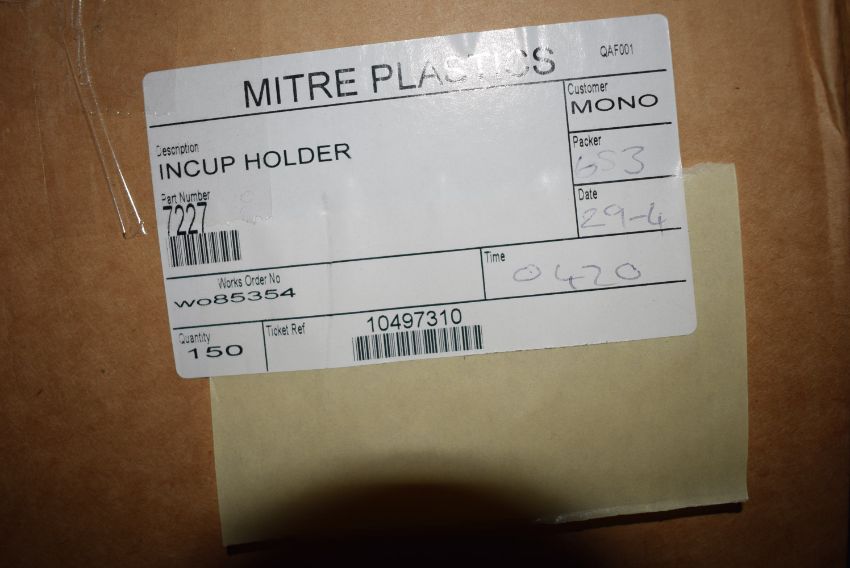 MITRE PLASTICS
QAF001
Description
INCUP HOLDER
Customer
MONO
Part Number
7227
Packer
653
Date
29-4
Works Order No
wo85354
Time
0420
Quantity
150
Ticket Ref
10497310